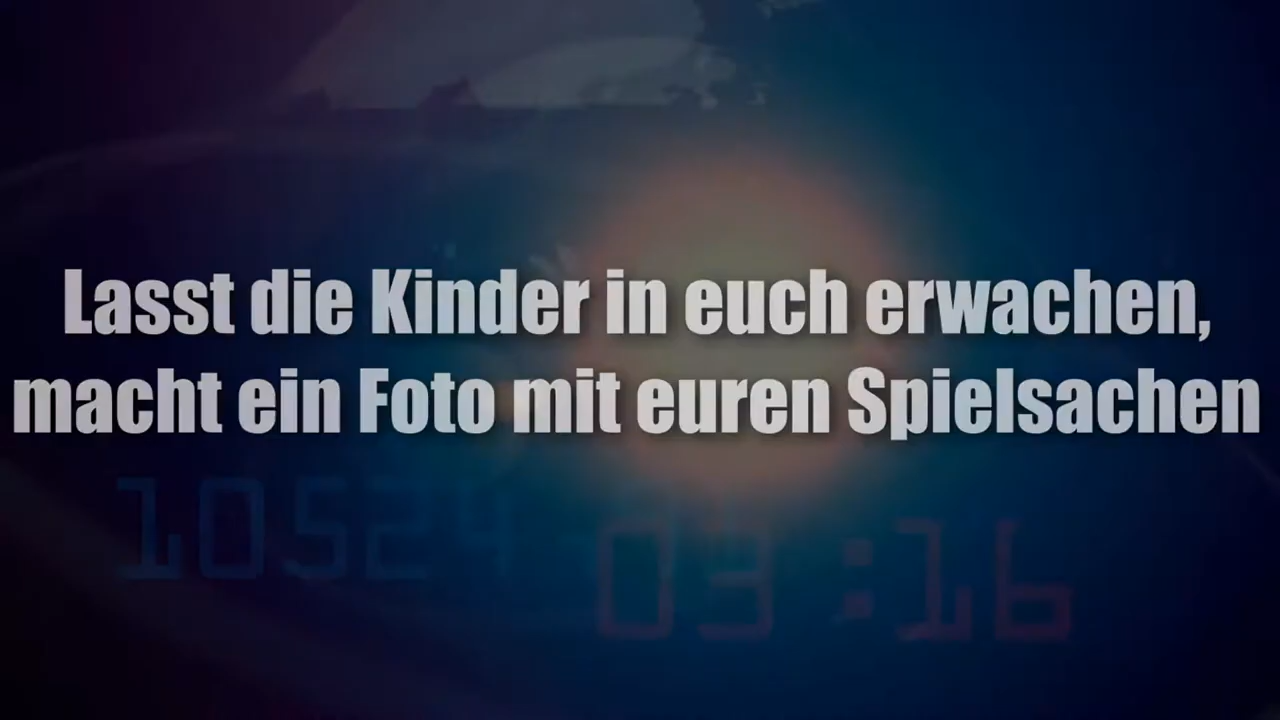 Lasst die Kinder in euch erwachen,
macht ein Foto mit euren Spielsachen
10524
03:16